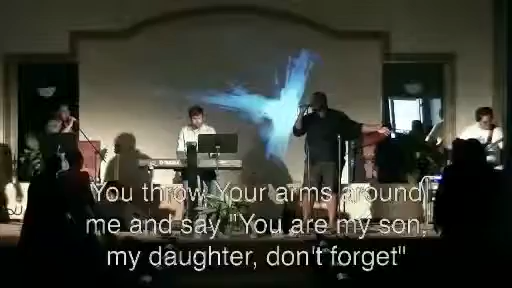 You throw Your arms around
me and say "You are my son,
my daughter, don't forget"